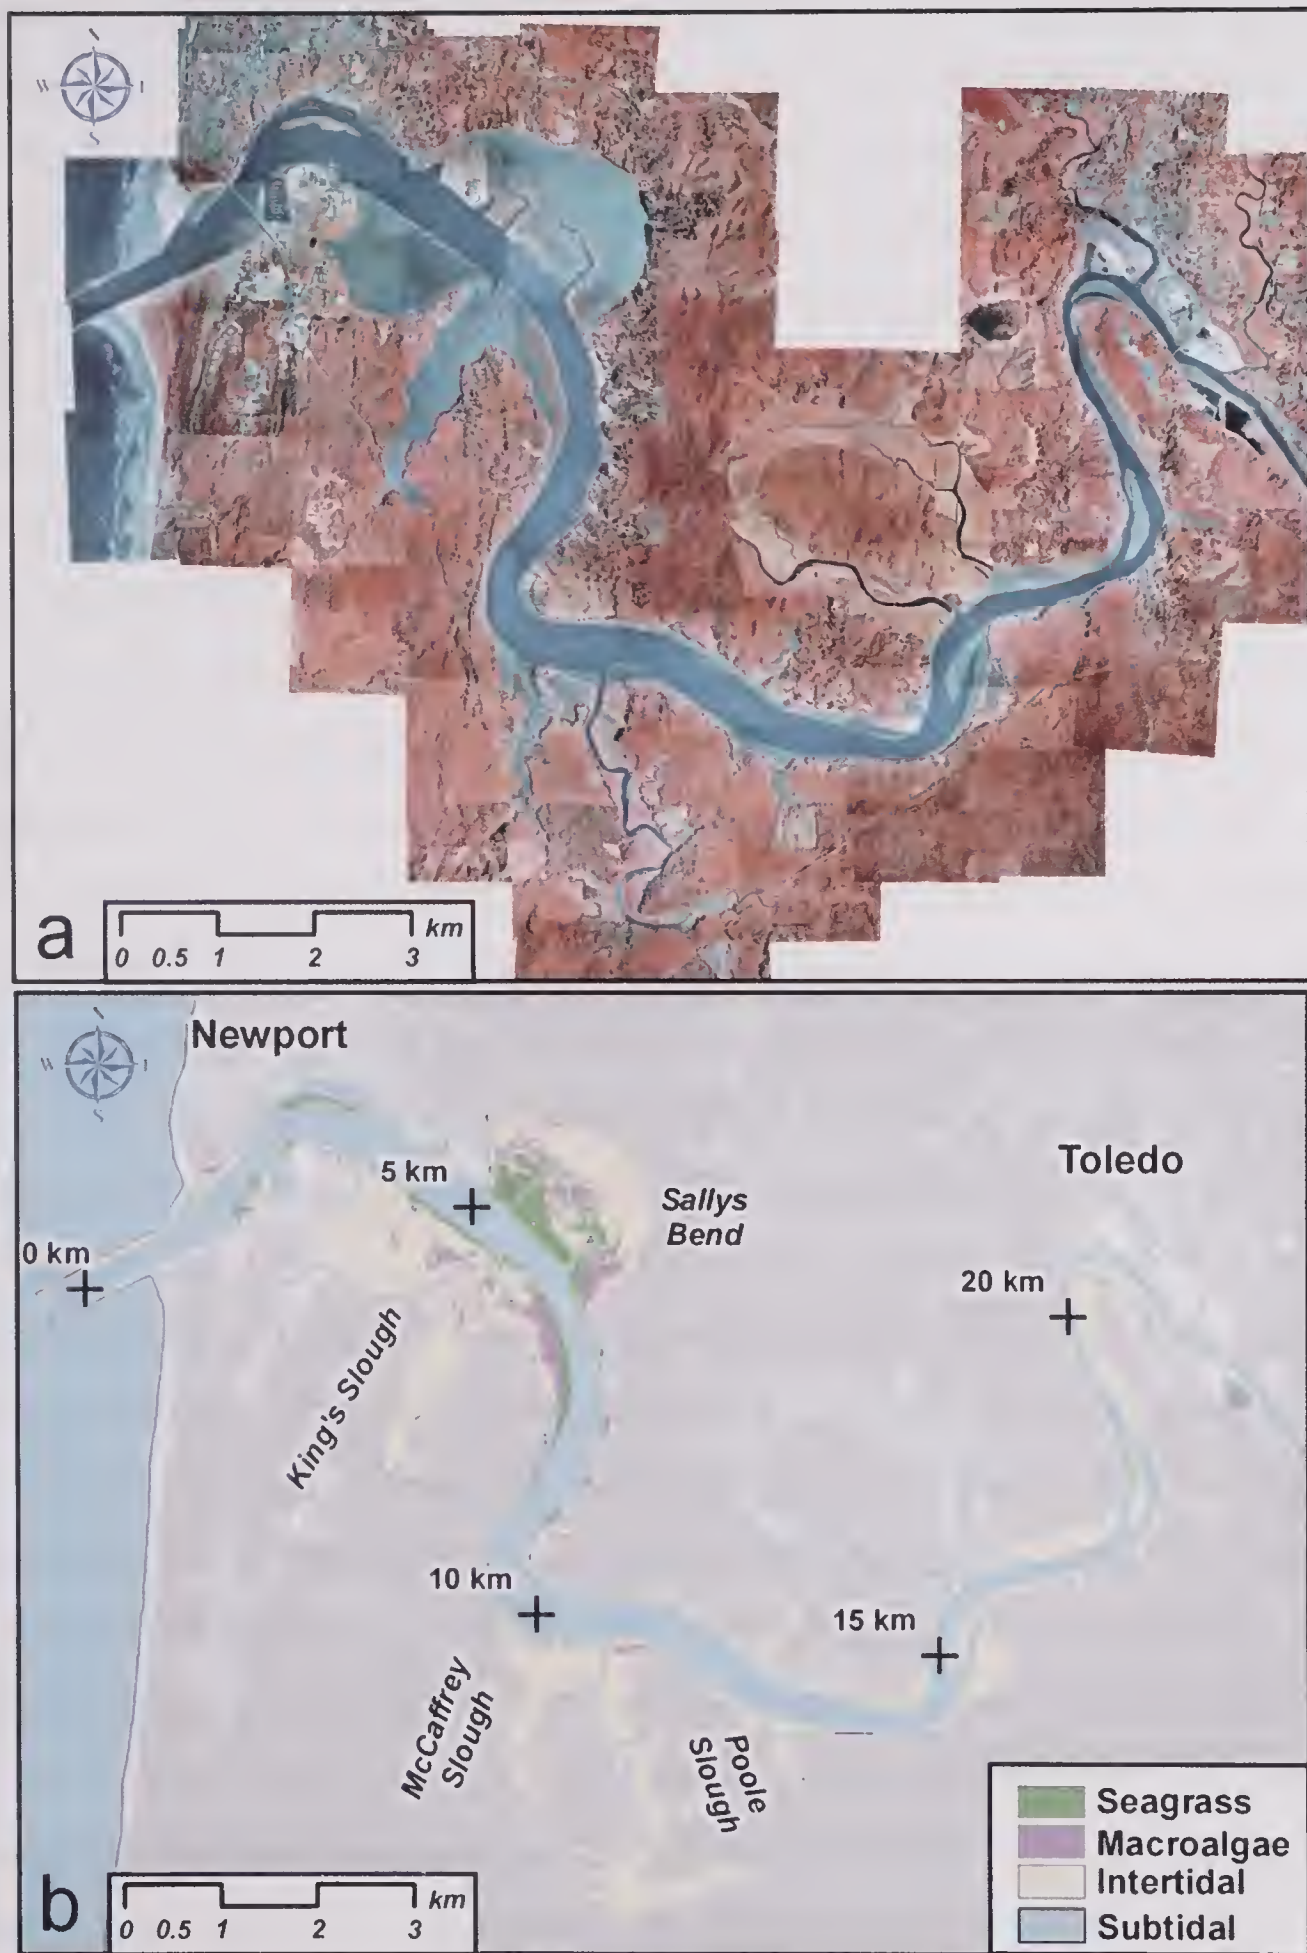 W
S
a
0 0.5 1 2 3 km
Newport
W
S
5 km
Toledo
Sallys
Bend
0 km
20 km
King's Slough
10 km
15 km
McCaffrey
Slough
Poole
Slough
Seagrass
Macroalgae
Intertidal
Subtidal
b
0 0.5 1 2 3 km